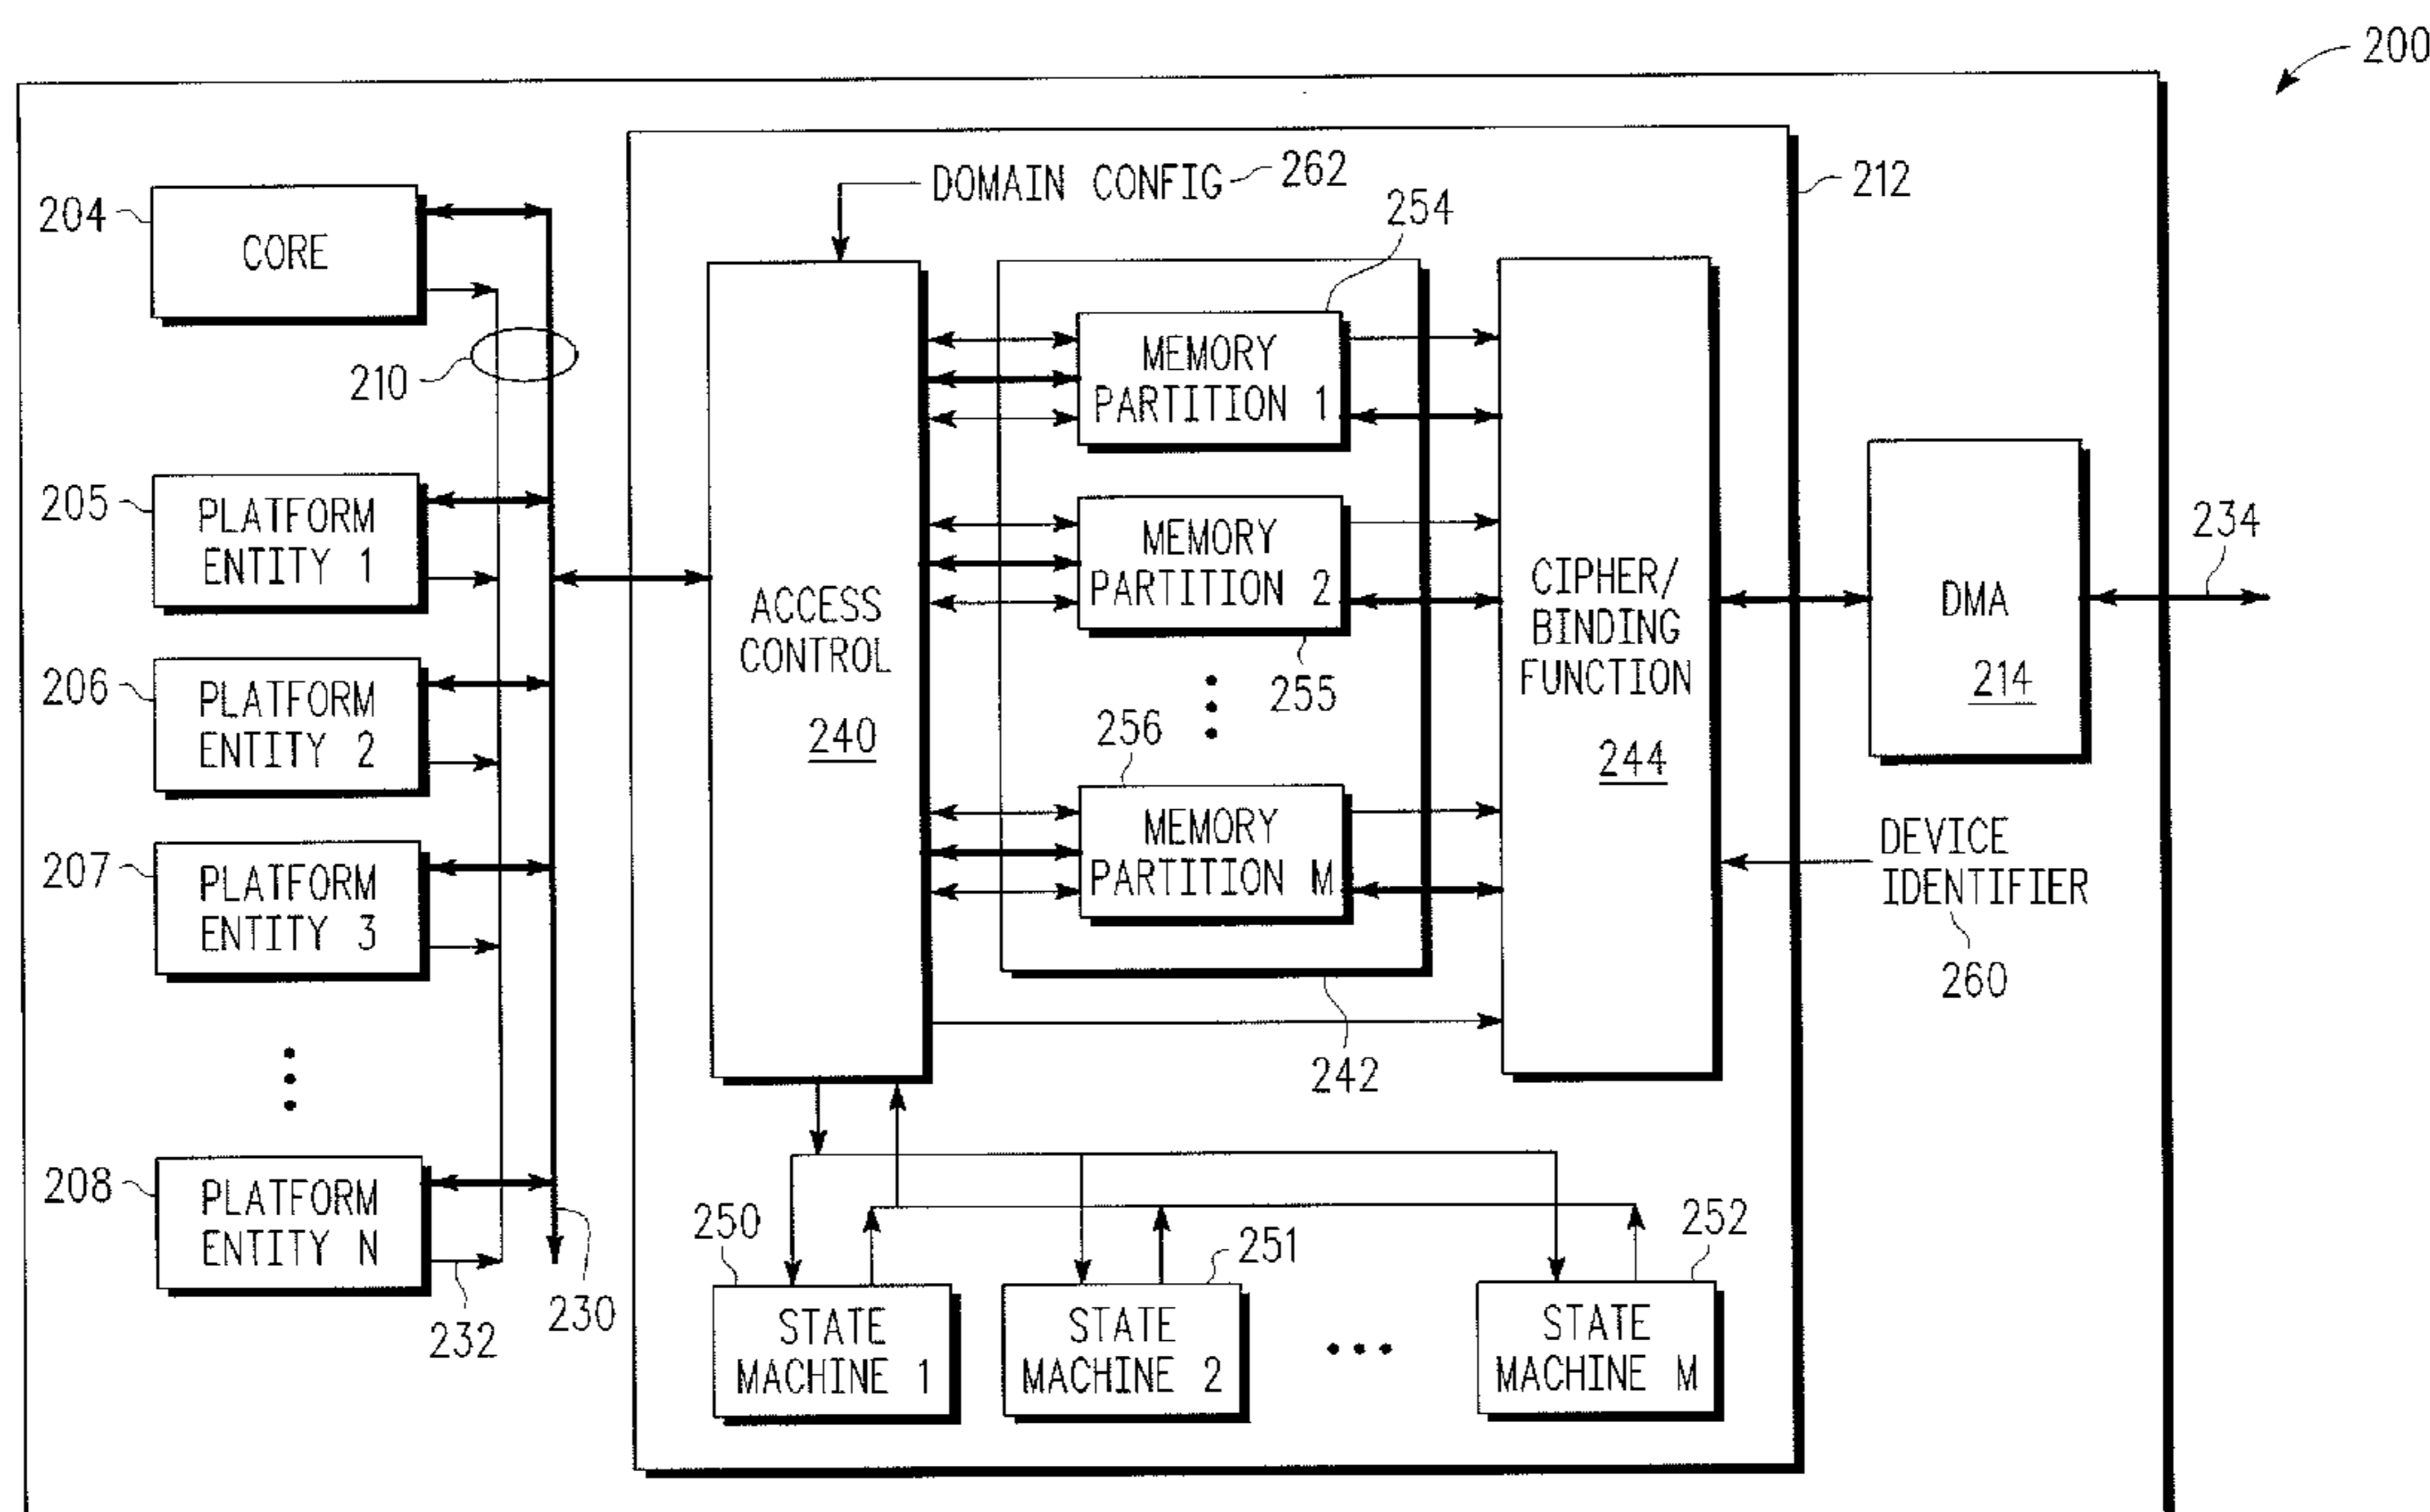 200
DOMAIN CONFIG 262
212
204
CORE
254
210
MEMORY
PARTITION 1
205
PLATFORM
ENTITY 1
MEMORY
PARTITION 2
255
CIPHER/
BINDING
FUNCTION
244
234
DMA
214
ACCESS
CONTROL
240
206
PLATFORM
ENTITY 2
256
MEMORY
PARTITION M
DEVICE
IDENTIFIER
260
207
PLATFORM
ENTITY 3
242
208
PLATFORM
ENTITY N
232
230
250
STATE
MACHINE 1
251
STATE
MACHINE 2
252
STATE
MACHINE M